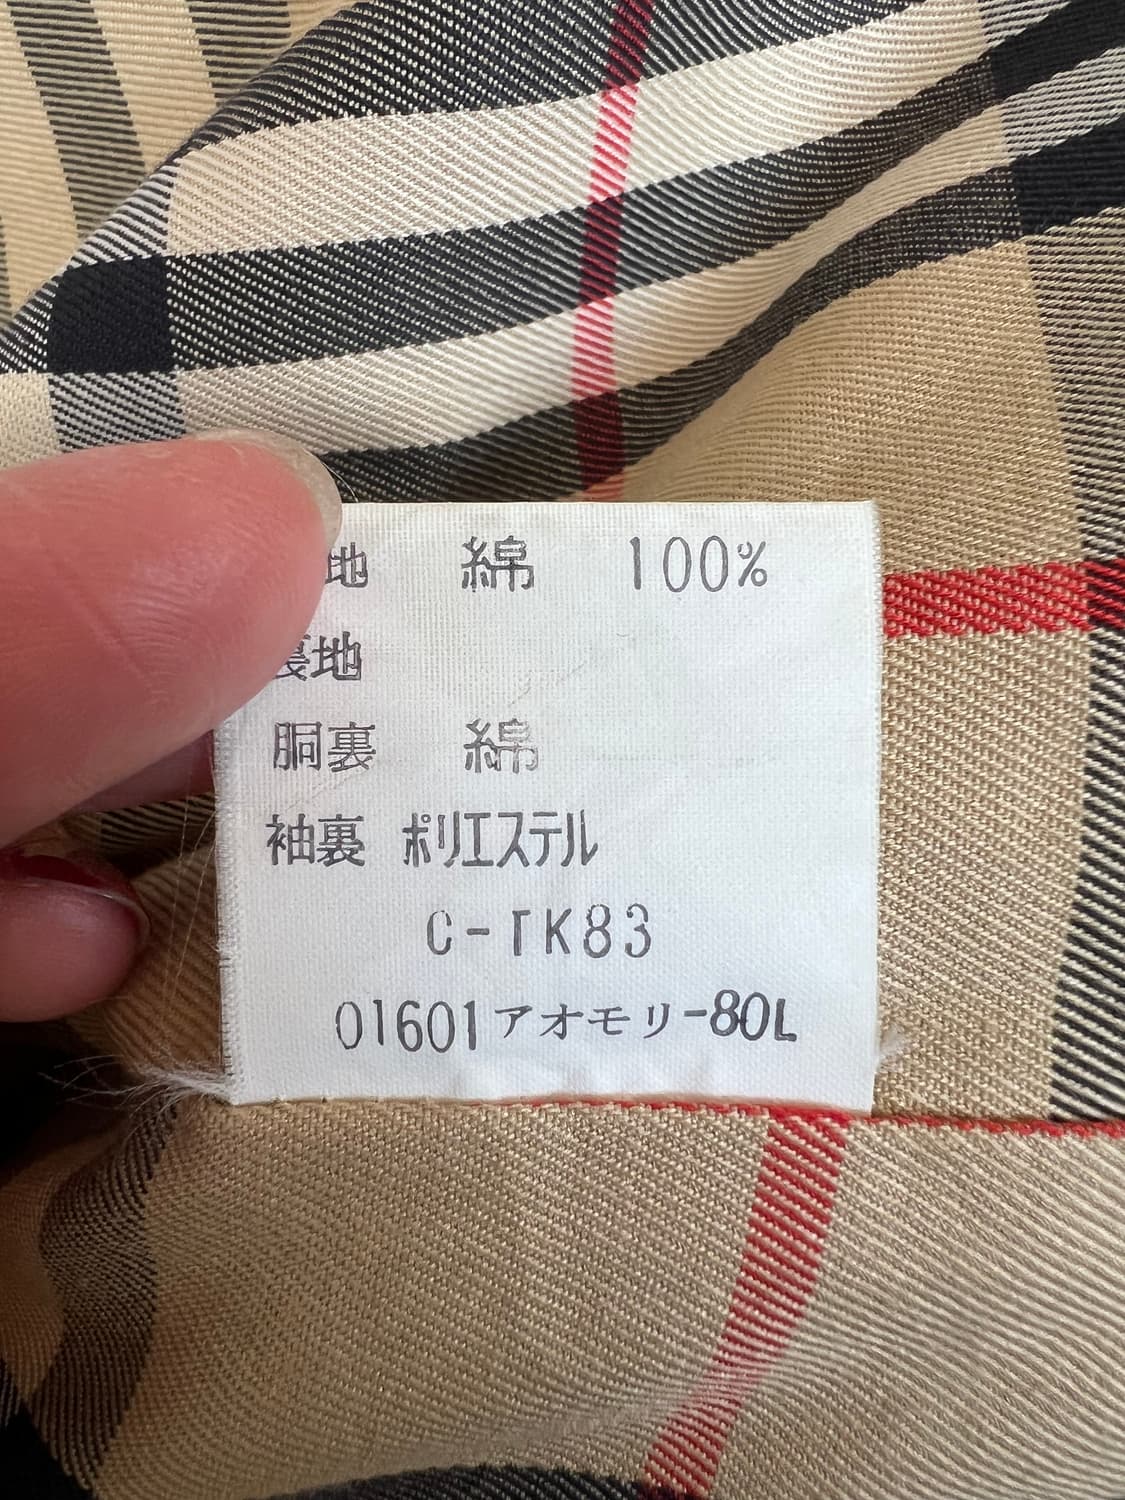 地 綿 100%
裏地
胴裏 綿
袖裏 ポリエステル
C-TK83
01601アオモリ-80L